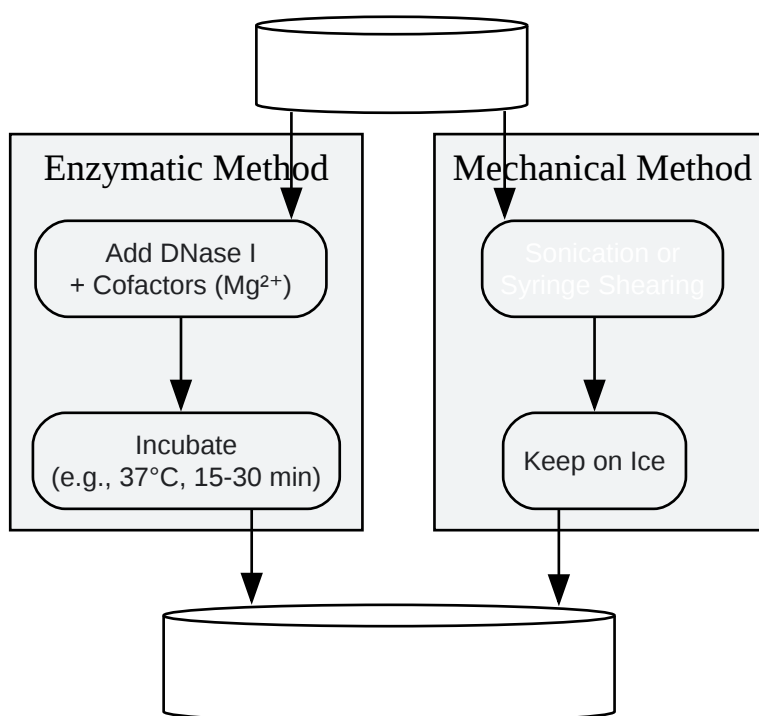 Enzymatic Method
Add DNase I
+ Cofactors (Mg²⁺)
Incubate
(e.g., 37°C, 15-30 min)
Mechanical Method
Sonication or
Syringe Shearing
Keep on Ice